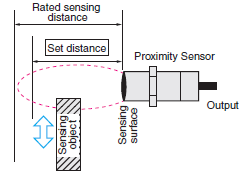 Rated sensing
distance
Set distance
Proximity Sensor
Output
Sensing
object
Sensing
surface